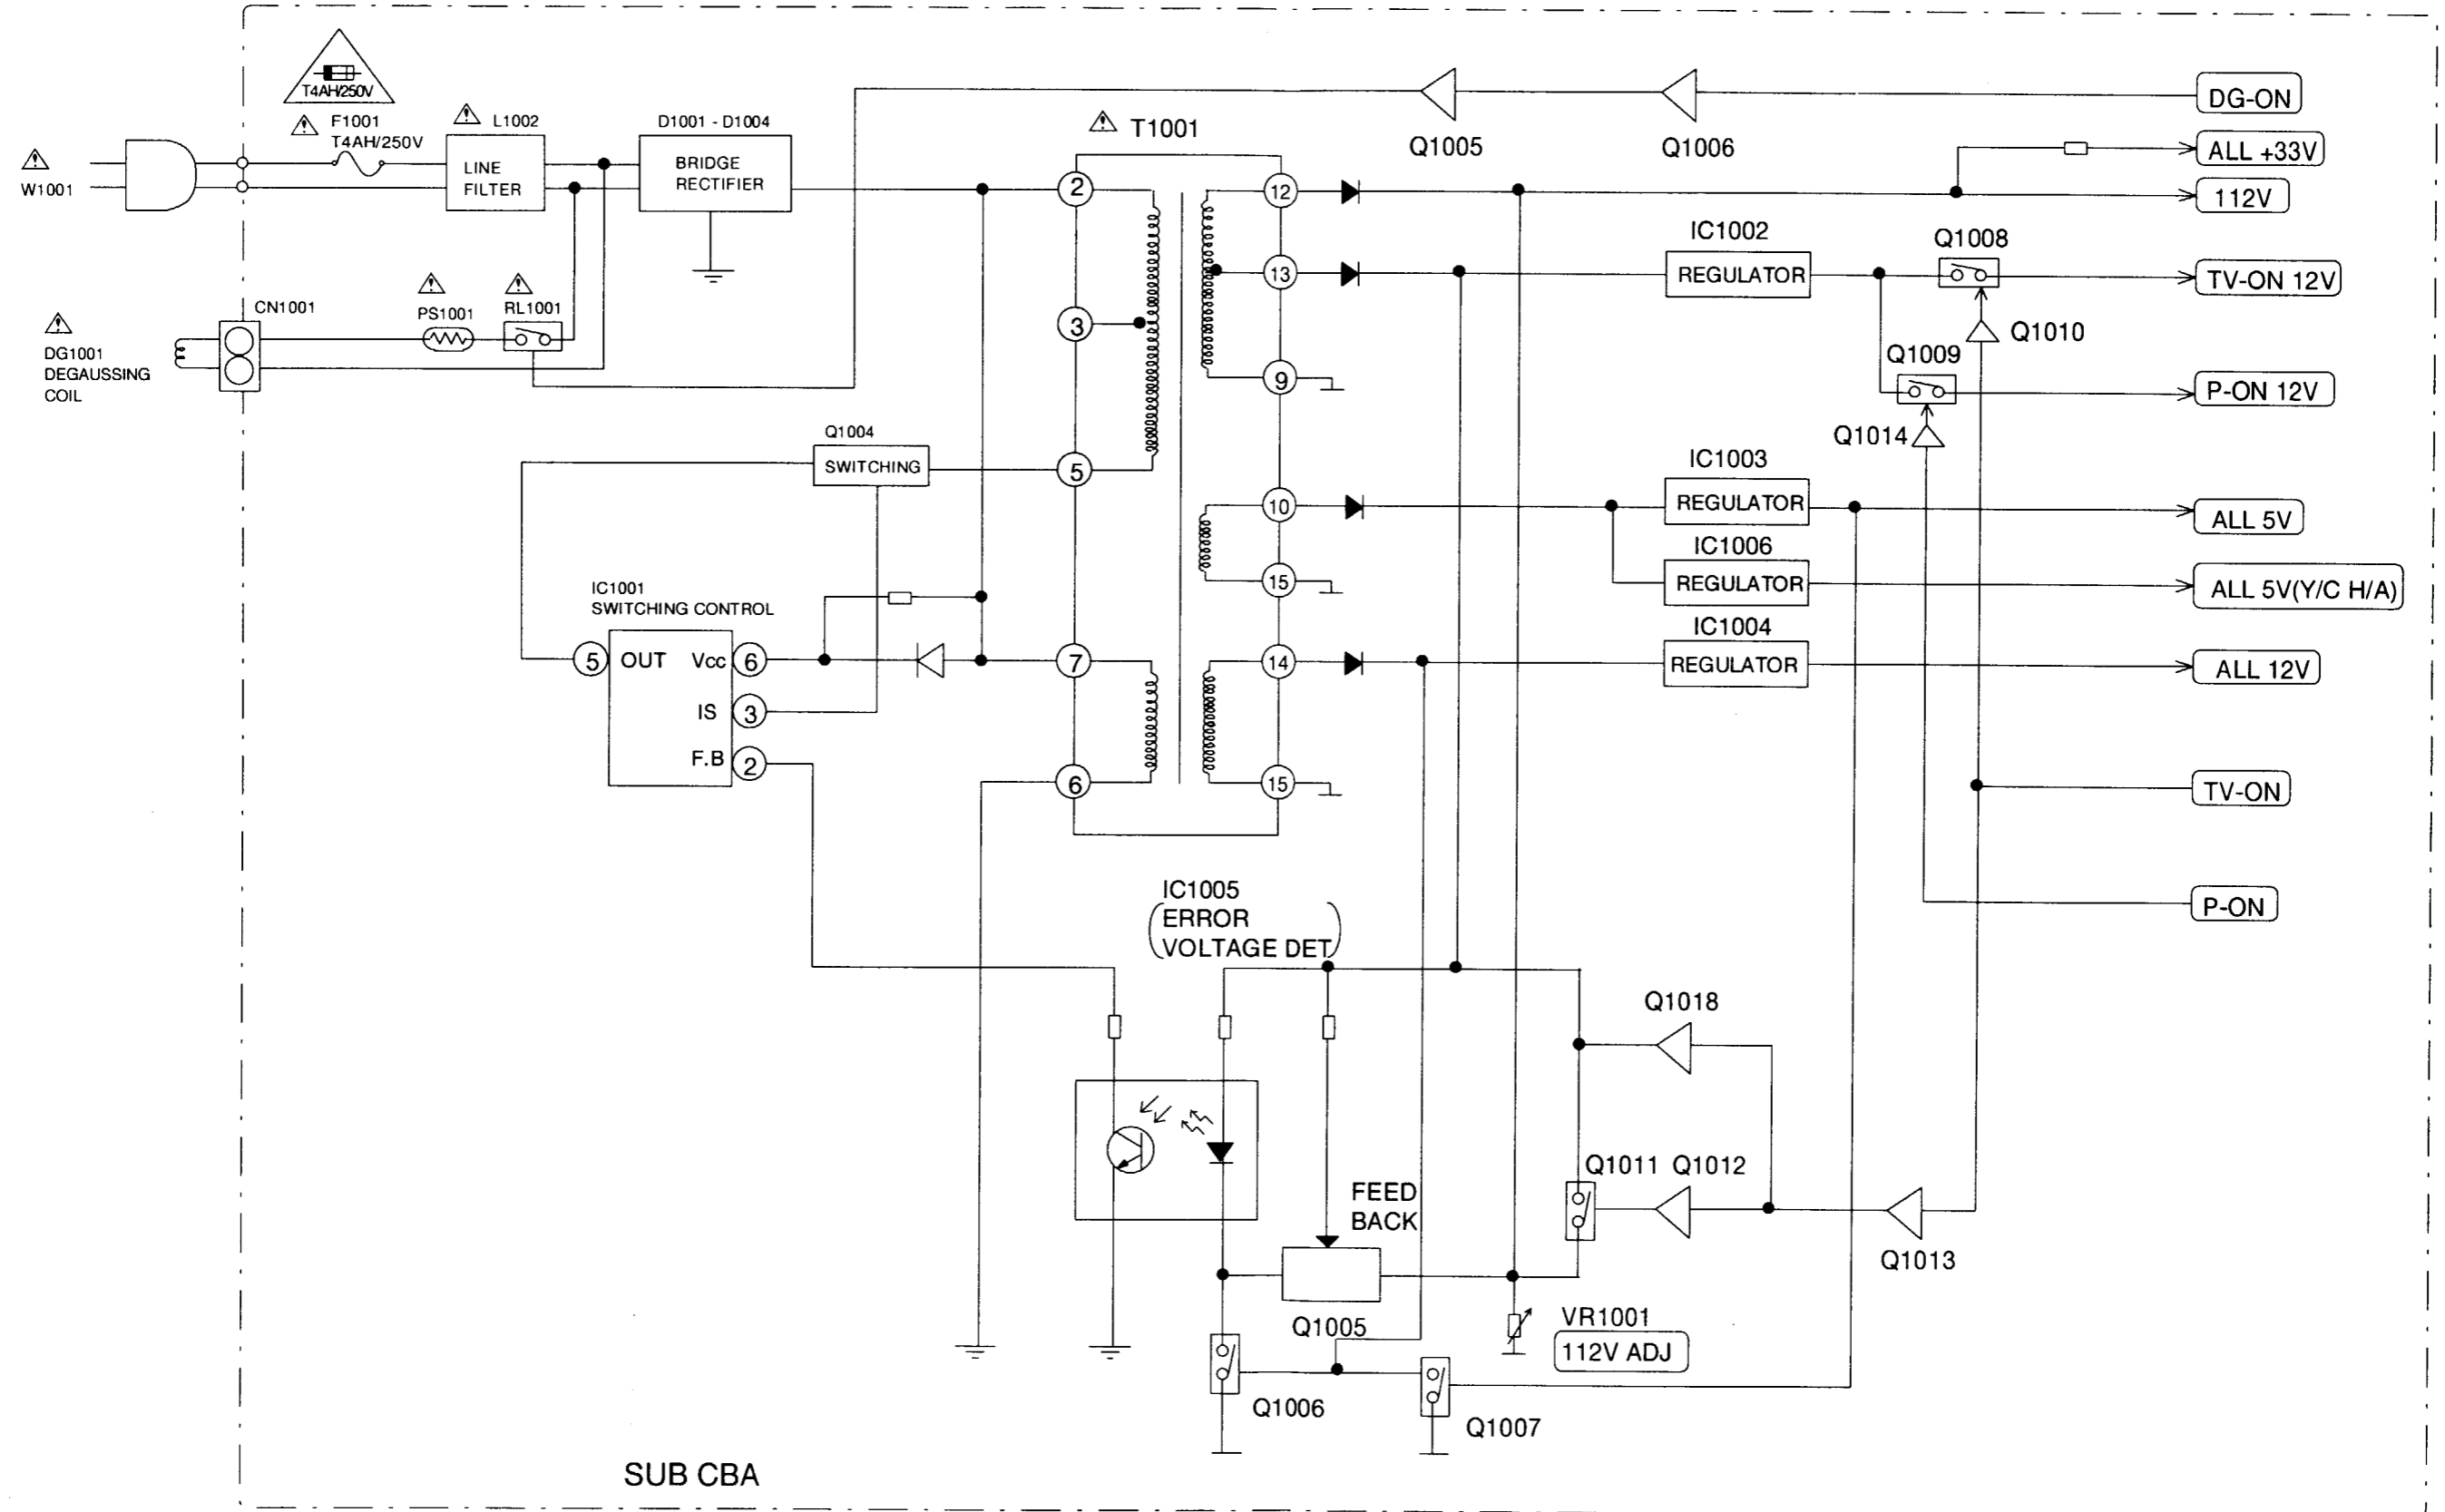 T4AH/250V
F1001
T4AH/250V
L1002
LINE
FILTER
D1001 - D1004
BRIDGE
RECTIFIER
W1001
T1001
Q1005
Q1006
DG-ON
ALL +33V
112V
IC1002
REGULATOR
Q1008
TV-ON 12V
Q1010
Q1009
P-ON 12V
Q1014
CN1001
PS1001
RL1001
DG1001
DEGAUSSING
COIL
2
3
5
7
6
12
13
9
10
15
14
15
Q1004
SWITCHING
IC1003
REGULATOR
ALL 5V
IC1006
REGULATOR
ALL 5V(Y/C H/A)
IC1004
REGULATOR
ALL 12V
IC1001
SWITCHING CONTROL
5
OUT
Vcc
6
IS
3
F.B
2
TV-ON
P-ON
IC1005
ERROR
VOLTAGE DET
Q1018
Q1011
Q1012
Q1013
FEED
BACK
Q1005
VR1001
112V ADJ
Q1006
Q1007
SUB CBA